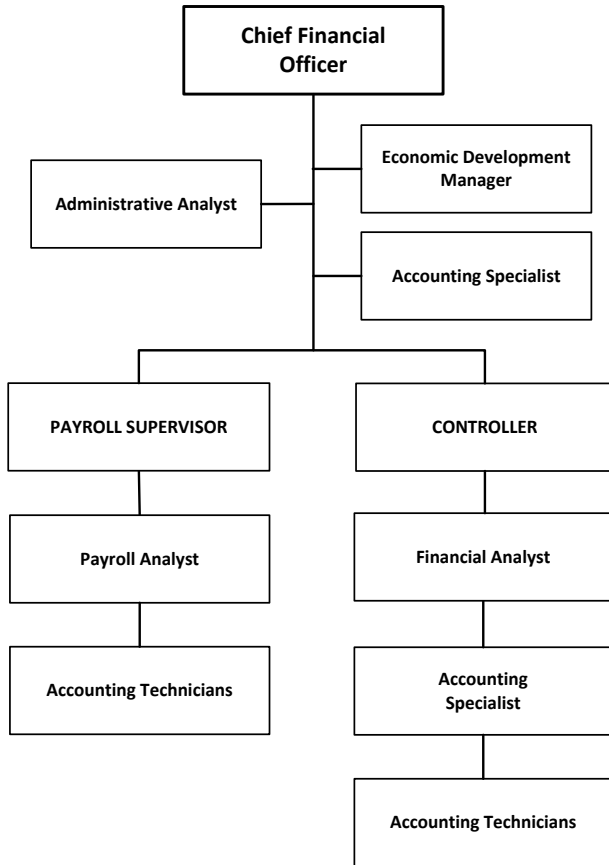 Chief Financial
Officer
Economic Development
Manager
Administrative Analyst
Accounting Specialist
PAYROLL SUPERVISOR
CONTROLLER
Payroll Analyst
Financial Analyst
Accounting Technicians
Accounting
Specialist
Accounting Technicians